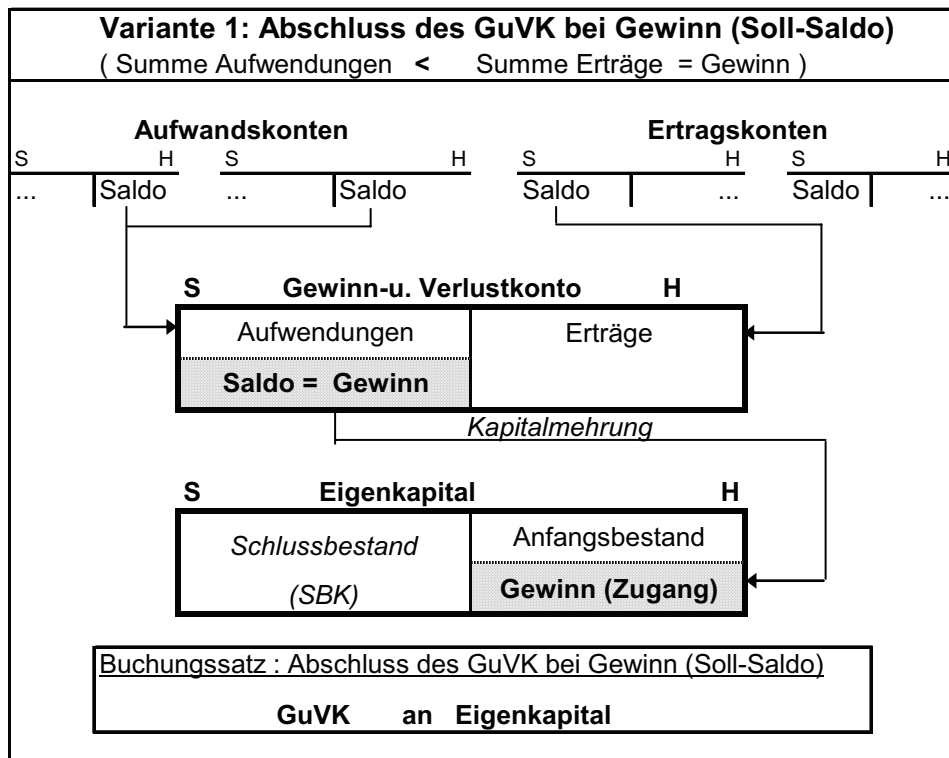 Variante 1: Abschluss des GuVK bei Gewinn (Soll-Saldo)
( Summe Aufwendungen < Summe Erträge = Gewinn )
Aufwandskonten Ertragskonten
S H S H S H S H
... Saldo ... Saldo Saldo ... Saldo ...
S Gewinn-u. Verlustkonto H
Aufwendungen Erträge
Saldo = Gewinn
Kapitalmehrung
S Eigenkapital H
Schlussbestand Anfangsbestand
(SBK) Gewinn (Zugang)
Buchungssatz : Abschluss des GuVK bei Gewinn (Soll-Saldo)
GuVK an Eigenkapital